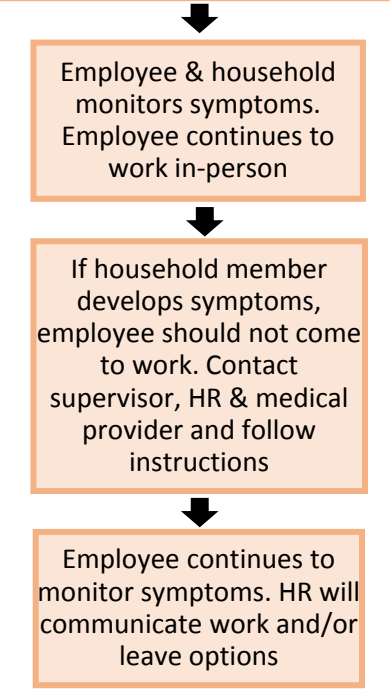 Employee & household
monitors symptoms.
Employee continues to
work in-person
If household member
develops symptoms,
employee should not come
to work. Contact
supervisor, HR & medical
provider and follow
instructions
Employee continues to
monitor symptoms. HR will
communicate work and/or
leave options